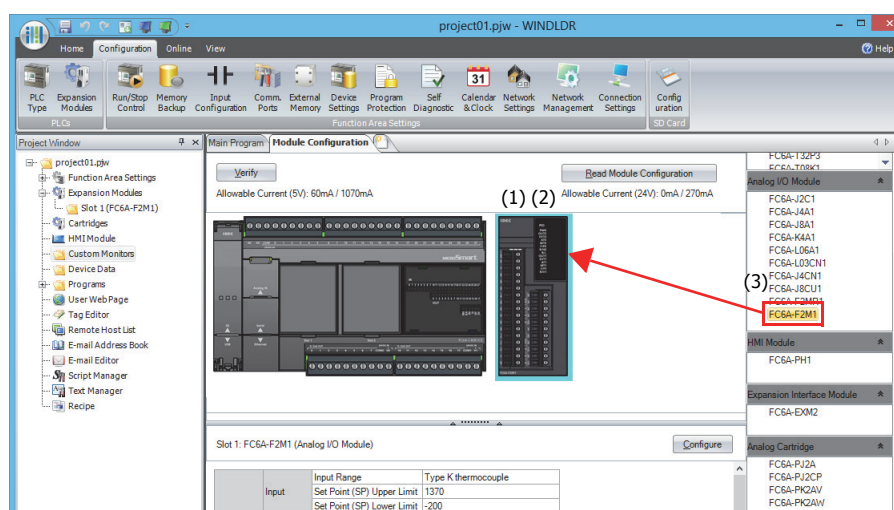 project01.pjw - WINDLDR
Home Configuration Online View Help
PLC Type
Expansion Modules
Run/Stop Control
Memory Backup
Input Configuration
Comm. Ports
External Memory
Device Settings
Program Protection
Self Diagnostic
Calendar & Clock
Network Settings
Network Management
Connection Settings
Config uration
PLCs Function Area Settings SD Card
Project Window
project01.pjw
Function Area Settings
Expansion Modules
Slot 1 (FC6A-F2M1)
Cartridges
HMI Module
Custom Monitors
Device Data
Programs
User Web Page
Tag Editor
Remote Host List
E-mail Address Book
E-mail Editor
Script Manager
Text Manager
Recipe
Main Program Module Configuration
Verify Read Module Configuration
Allowable Current (5V): 60mA / 1070mA Allowable Current (24V): 0mA / 270mA
(1) (2)
MICROSmart
(3)
FC6A-T32P3
FC6A-T08K1
Analog I/O Module
FC6A-J2C1
FC6A-J4A1
FC6A-J8A1
FC6A-K4A1
FC6A-L06A1
FC6A-L03CN1
FC6A-J4CN1
FC6A-J8CU1
FC6A-F2MR1
FC6A-F2M1
HMI Module
FC6A-PH1
Expansion Interface Module
FC6A-EXM2
Analog Cartridge
FC6A-PJ2A
FC6A-PJ2CP
FC6A-PK2AV
FC6A-PK2AW
Slot 1: FC6A-F2M1 (Analog I/O Module) Configure
Input
Input Range Type K thermocouple
Set Point (SP) Upper Limit 1370
Set Point (SP) Lower Limit -200